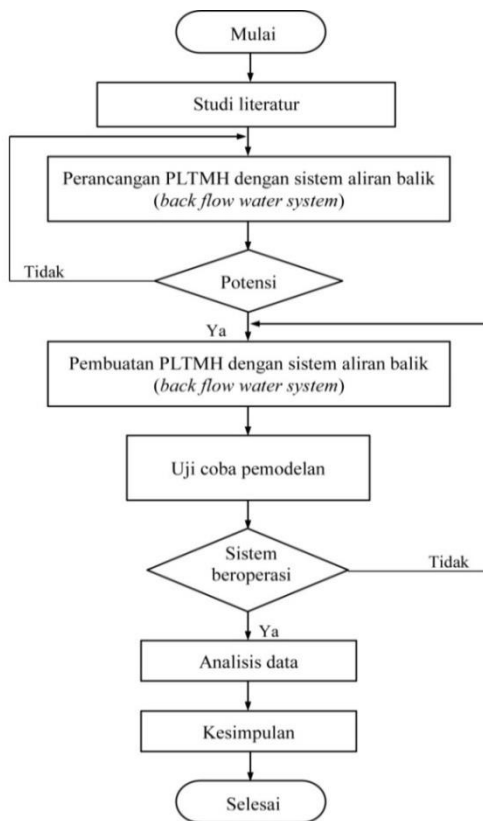 Mulai
Studi literatur
Perancangan PLTMH dengan sistem aliran balik
(back flow water system)
Tidak
Potensi
Ya
Pembuatan PLTMH dengan sistem aliran balik
(back flow water system)
Uji coba pemodelan
Sistem
beroperasi
Tidak
Ya
Analisis data
Kesimpulan
Selesai